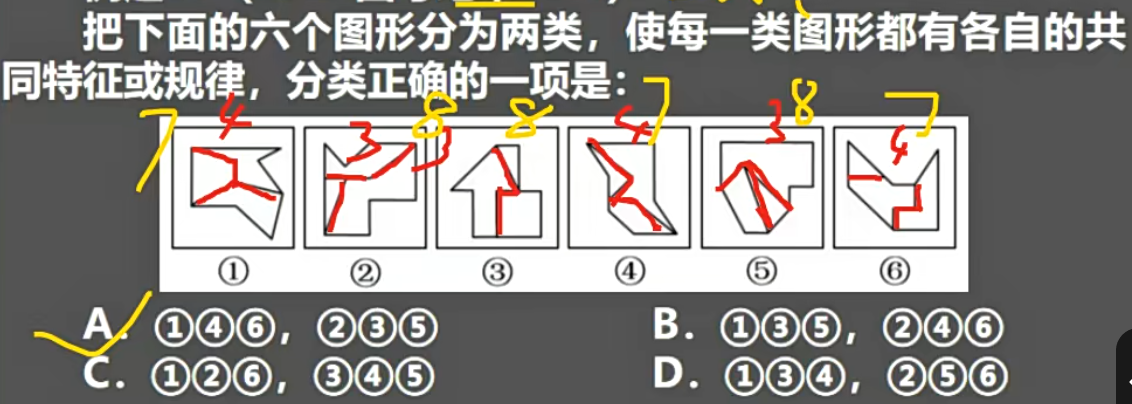 把下面的六个图形分为两类，使每一类图形都有各自的共
同特征或规律，分类正确的一项是：
7 4 3 8 3 8 4 7 3 8 4 7
① ② ③ ④ ⑤ ⑥
A. ①④⑥，②③⑤ B. ①③⑤，②④⑥
C. ①②⑥，③④⑤ D. ①③④，②⑤⑥